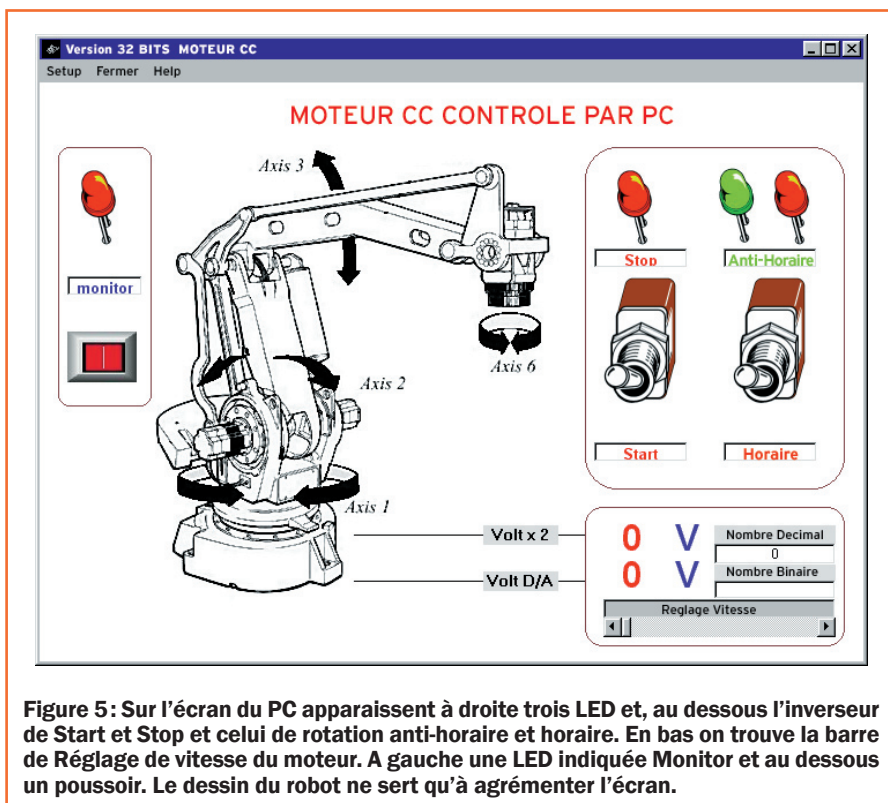 Version 32 BITS MOTEUR CC
Setup Fermer Help
MOTEUR CC CONTROLE PAR PC
Axis 3
monitor
Axis 2
Axis 6
Axis 1
Stop
Anti-Horaire
Start
Horaire
Volt x 2
0 V
Nombre Decimal
0
Volt D/A
0 V
Nombre Binaire
Reglage Vitesse
Figure 5: Sur l’écran du PC apparaissent à droite trois LED et, au dessous l’inverseur
de Start et Stop et celui de rotation anti-horaire et horaire. En bas on trouve la barre
de Réglage de vitesse du moteur. A gauche une LED indiquée Monitor et au dessous
un poussoir. Le dessin du robot ne sert qu’à agrémenter l’écran.